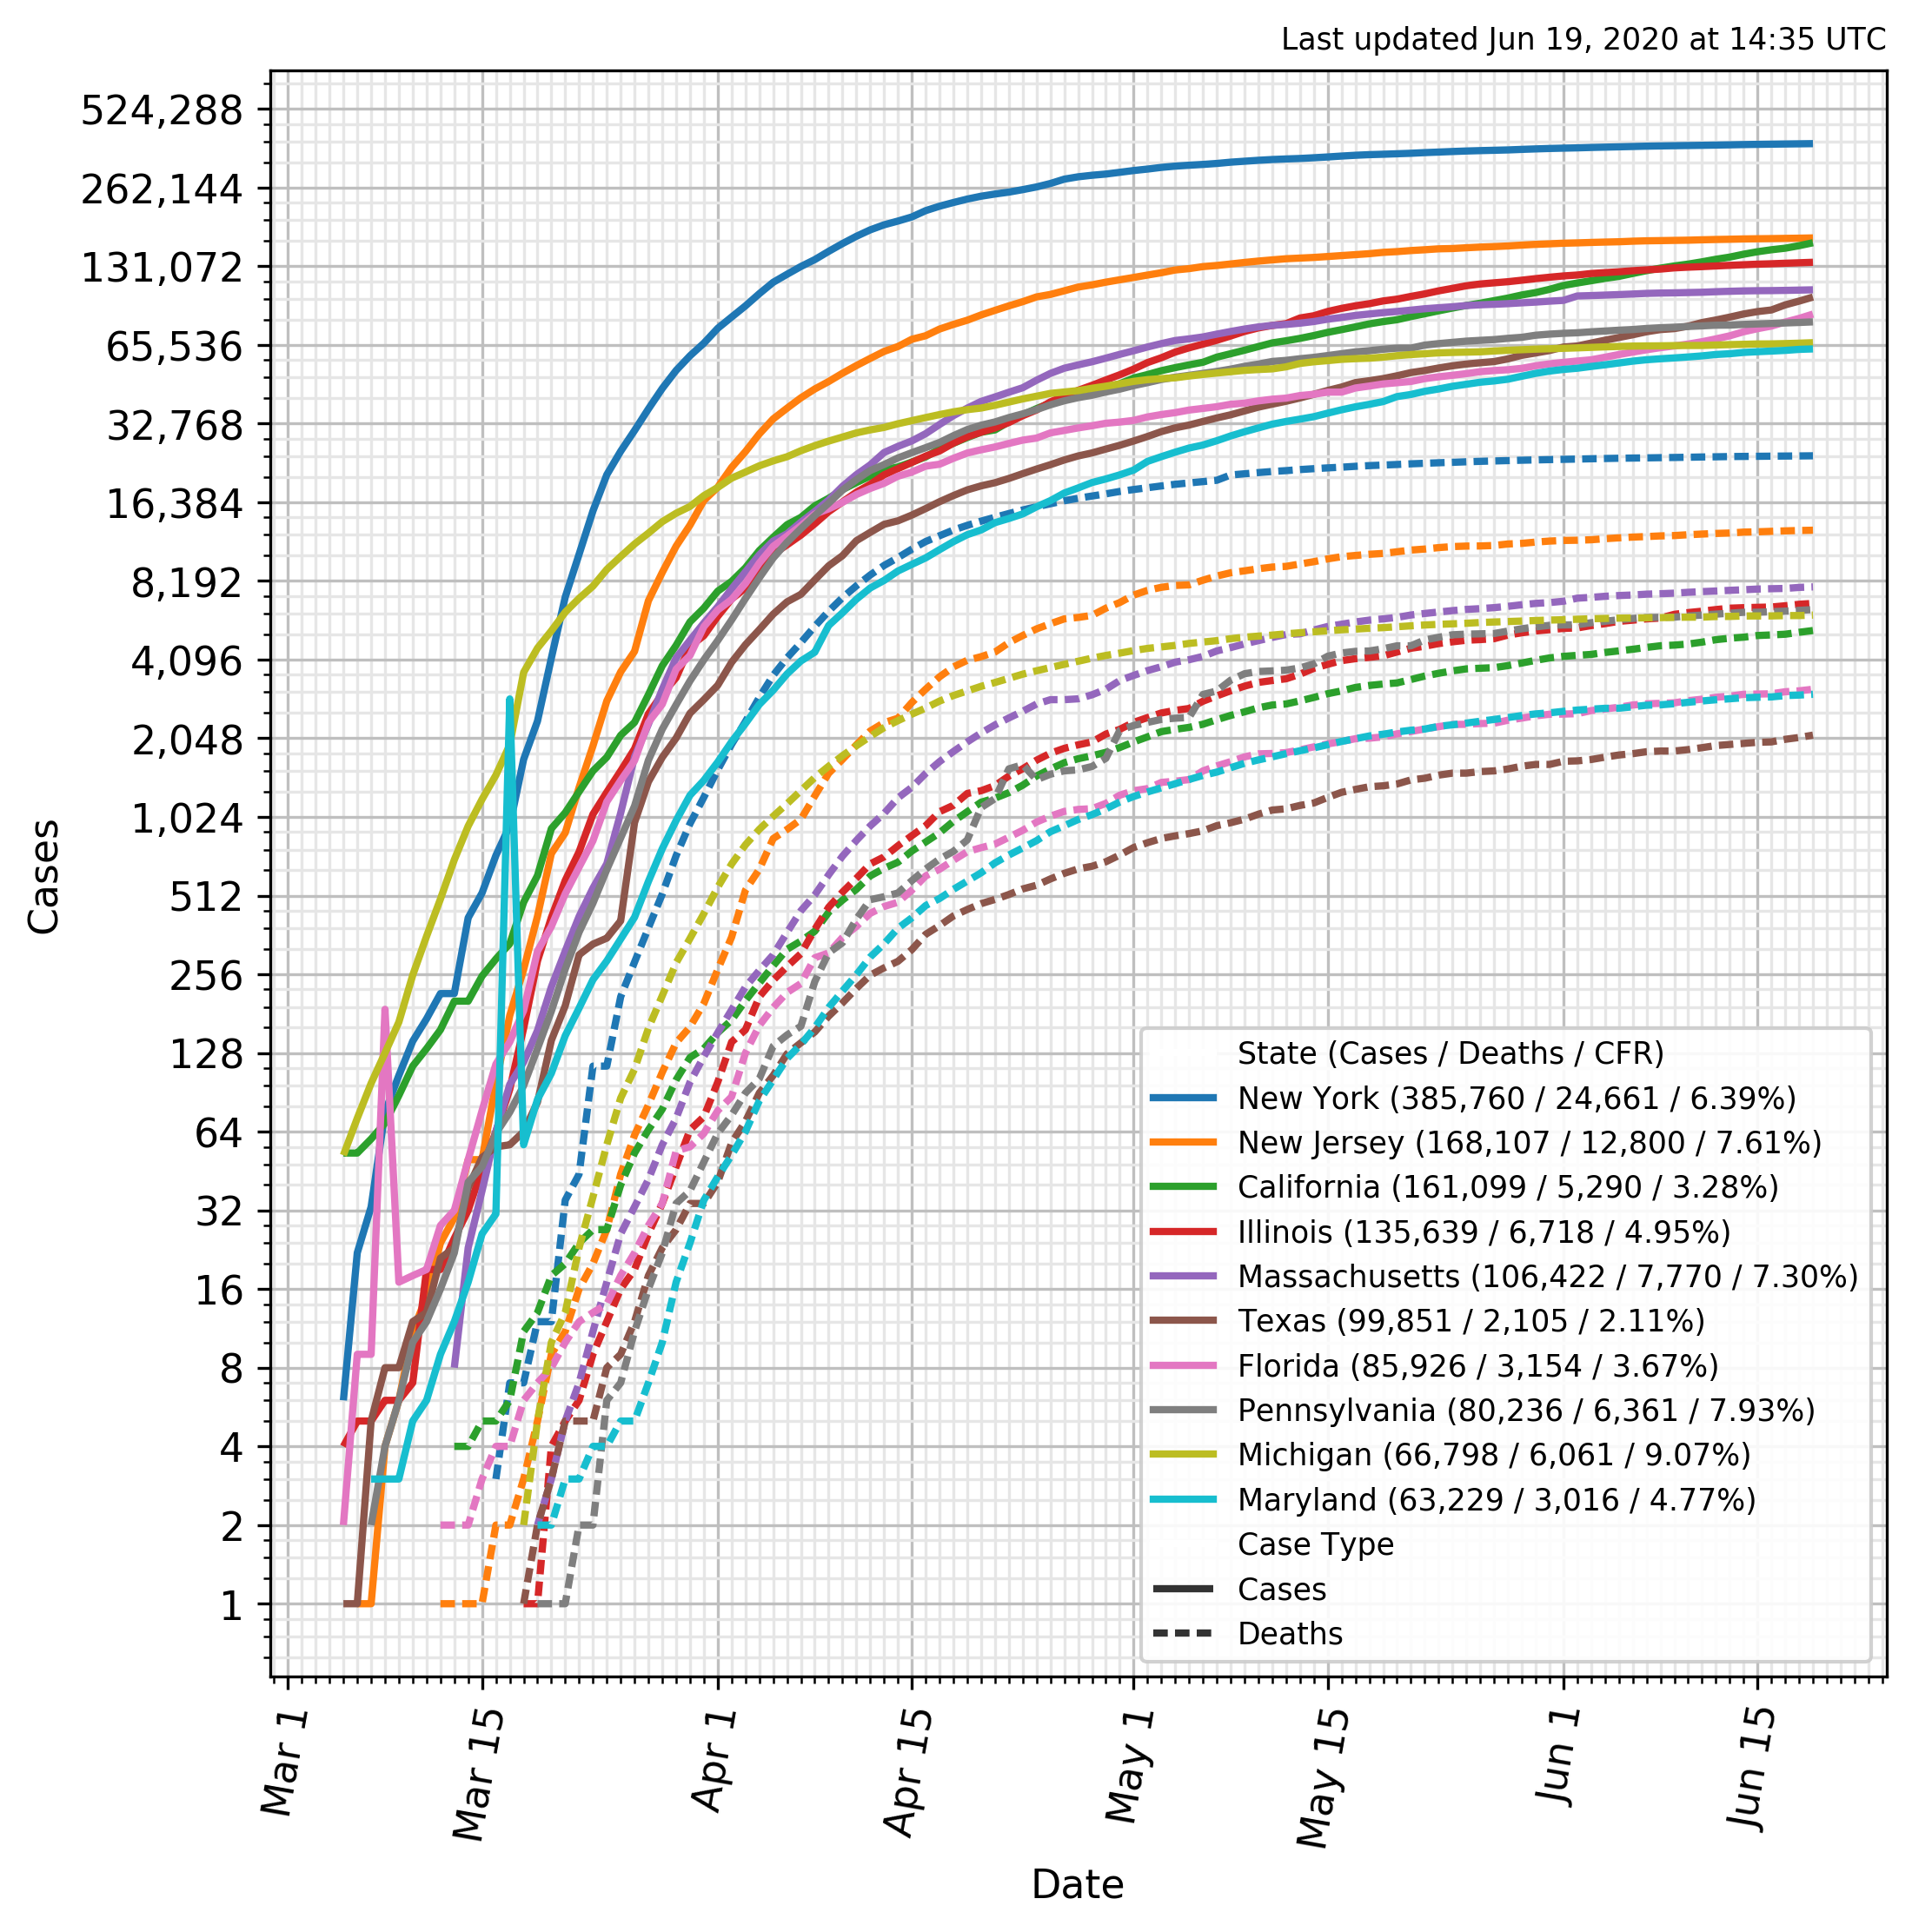 Last updated Jun 19, 2020 at 14:35 UTC
524,288
262,144
131,072
65,536
32,768
16,384
8,192
4,096
2,048
1,024
512
256
128
64
32
16
8
4
2
1
Cases
State (Cases / Deaths / CFR)
New York (385,760 / 24,661 / 6.39%)
New Jersey (168,107 / 12,800 / 7.61%)
California (161,099 / 5,290 / 3.28%)
Illinois (135,639 / 6,718 / 4.95%)
Massachusetts (106,422 / 7,770 / 7.30%)
Texas (99,851 / 2,105 / 2.11%)
Florida (85,926 / 3,154 / 3.67%)
Pennsylvania (80,236 / 6,361 / 7.93%)
Michigan (66,798 / 6,061 / 9.07%)
Maryland (63,229 / 3,016 / 4.77%)
Case Type
Cases
Deaths
Mar 1
Mar 15
Apr 1
Apr 15
May 1
May 15
Jun 1
Jun 15
Date